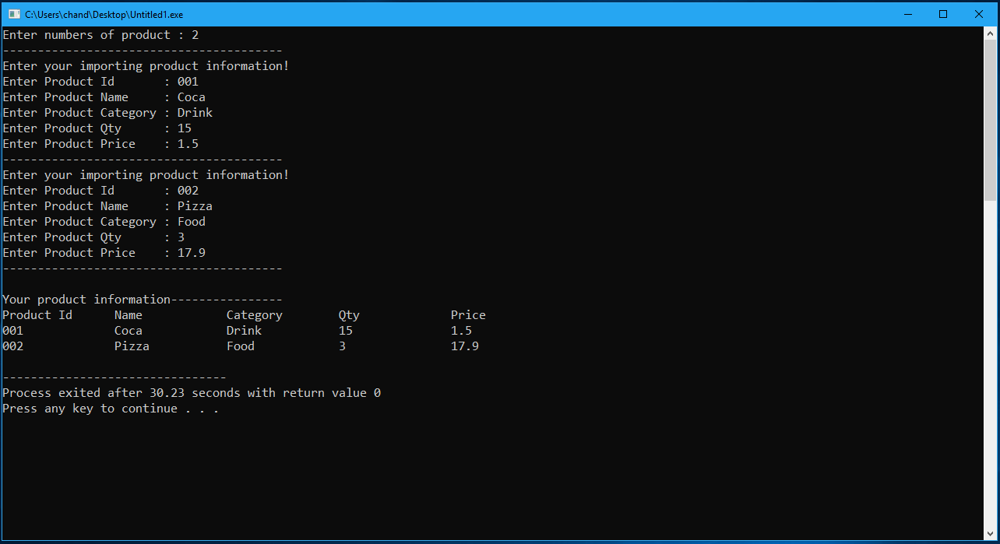 C:\Users\chand\Desktop\Untitled1.exe
Enter numbers of product : 2
----------------------------------------
Enter your importing product information!
Enter Product Id       : 001
Enter Product Name     : Coca
Enter Product Category : Drink
Enter Product Qty      : 15
Enter Product Price    : 1.5
----------------------------------------
Enter your importing product information!
Enter Product Id       : 002
Enter Product Name     : Pizza
Enter Product Category : Food
Enter Product Qty      : 3
Enter Product Price    : 17.9
----------------------------------------
Your product information----------------
Product Id      Name            Category        Qty             Price
001             Coca            Drink           15              1.5
002             Pizza           Food            3               17.9
--------------------------------
Process exited after 30.23 seconds with return value 0
Press any key to continue . . .